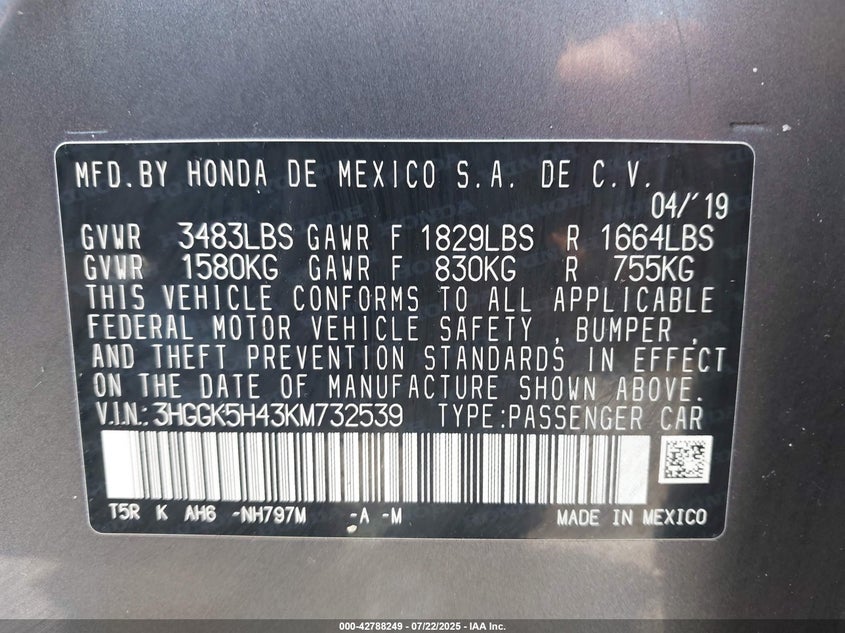 MFD.BY HONDA DE MEXICO S.A. DE C.V.
04/'19
GVWR 3483LBS GAWR F 1829LBS R 1664LBS
GVWR 1580KG GAWR F 830KG R 755KG
THIS VEHICLE CONFORMS TO ALL APPLICABLE
FEDERAL MOTOR VEHICLE SAFETY , BUMPER ,
AND THEFT PREVENTION STANDARDS IN EFFECT
ON THE DATE OF MANUFACTURE SHOWN ABOVE.
V.I.N.: 3HGGK5H43KM732539 TYPE:PASSENGER CAR
T5R K AH6 -NH797M -A -M MADE IN MEXICO
000-42788249 - 07/22/2025 - IAA Inc.